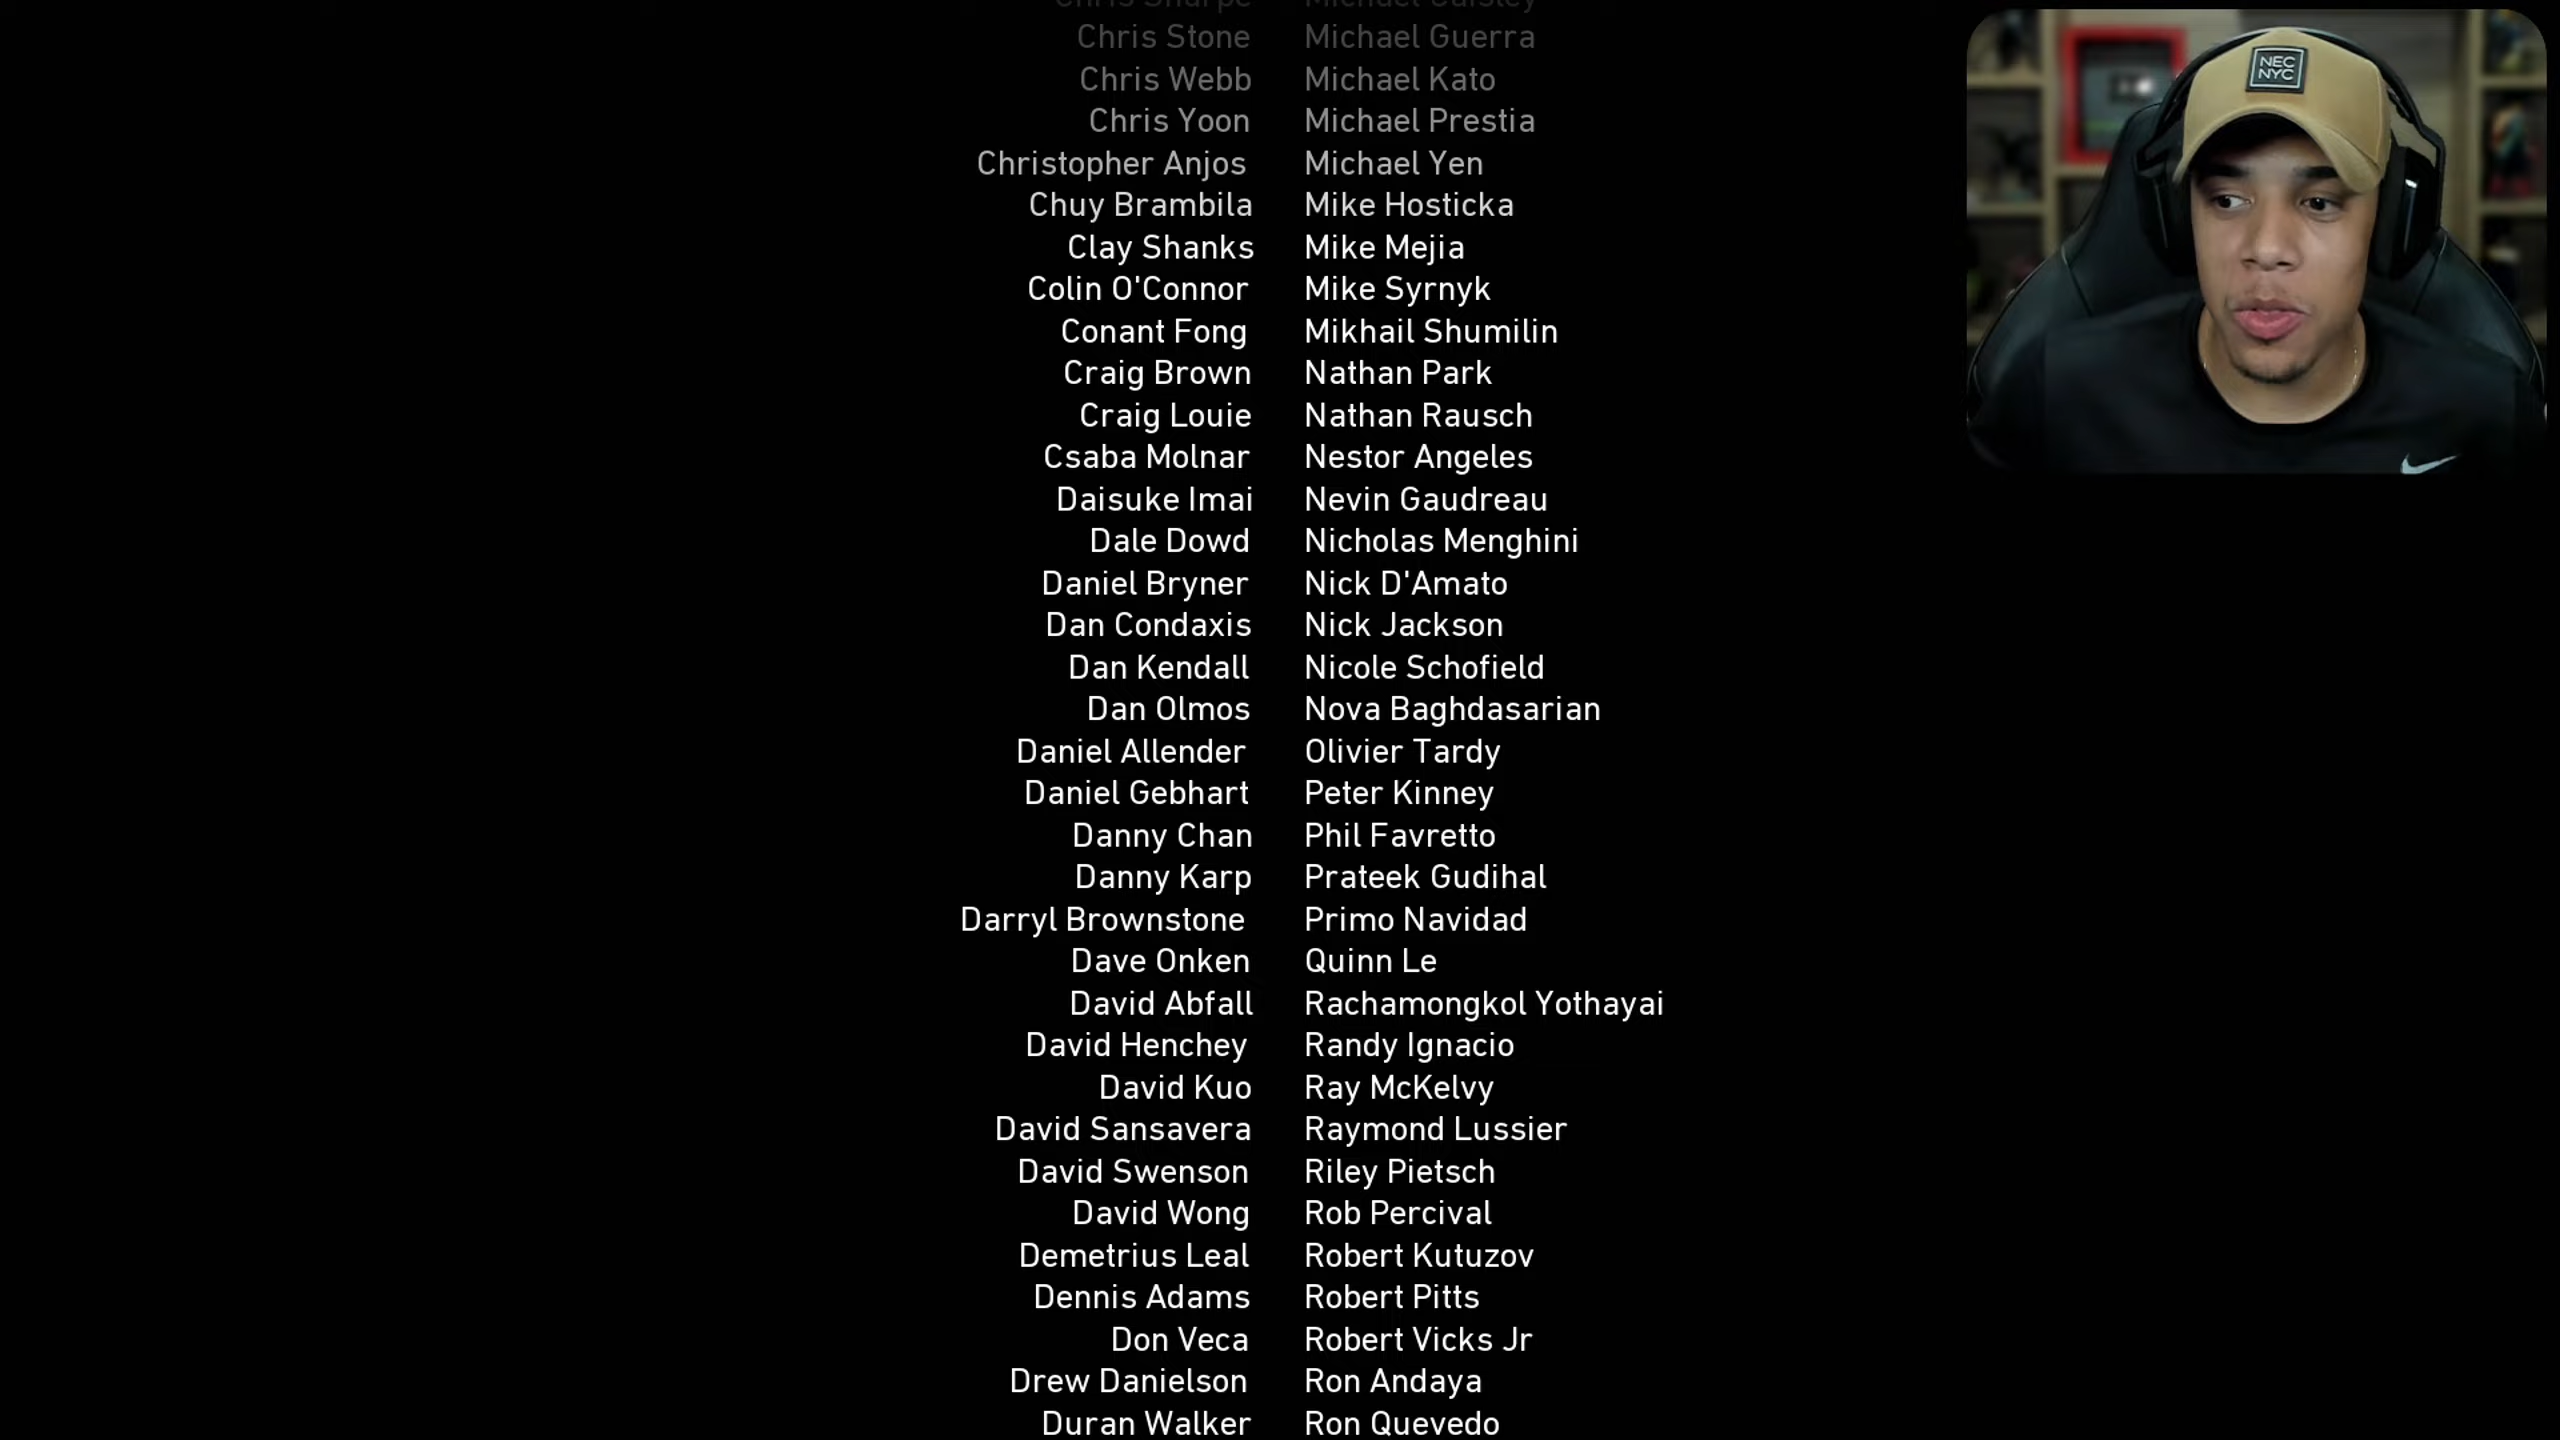 Chris Sharpe Michael Caisley
Chris Stone Michael Guerra
Chris Webb Michael Kato
Chris Yoon Michael Prestia
Christopher Anjos Michael Yen
Chuy Brambila Mike Hosticka
Clay Shanks Mike Mejia
Colin O'Connor Mike Syrnyk
Conant Fong Mikhail Shumilin
Craig Brown Nathan Park
Craig Louie Nathan Rausch
Csaba Molnar Nestor Angeles
Daisuke Imai Nevin Gaudreau
Dale Dowd Nicholas Menghini
Daniel Bryner Nick D'Amato
Dan Condaxis Nick Jackson
Dan Kendall Nicole Schofield
Dan Olmos Nova Baghdasarian
Daniel Allender Olivier Tardy
Daniel Gebhart Peter Kinney
Danny Chan Phil Favretto
Danny Karp Prateek Gudihal
Darryl Brownstone Primo Navidad
Dave Onken Quinn Le
David Abfall Rachamongkol Yothayai
David Henchey Randy Ignacio
David Kuo Ray McKelvy
David Sansavera Raymond Lussier
David Swenson Riley Pietsch
David Wong Rob Percival
Demetrius Leal Robert Kutuzov
Dennis Adams Robert Pitts
Don Veca Robert Vicks Jr
Drew Danielson Ron Andaya
Duran Walker Ron Quevedo
NEC
NYC